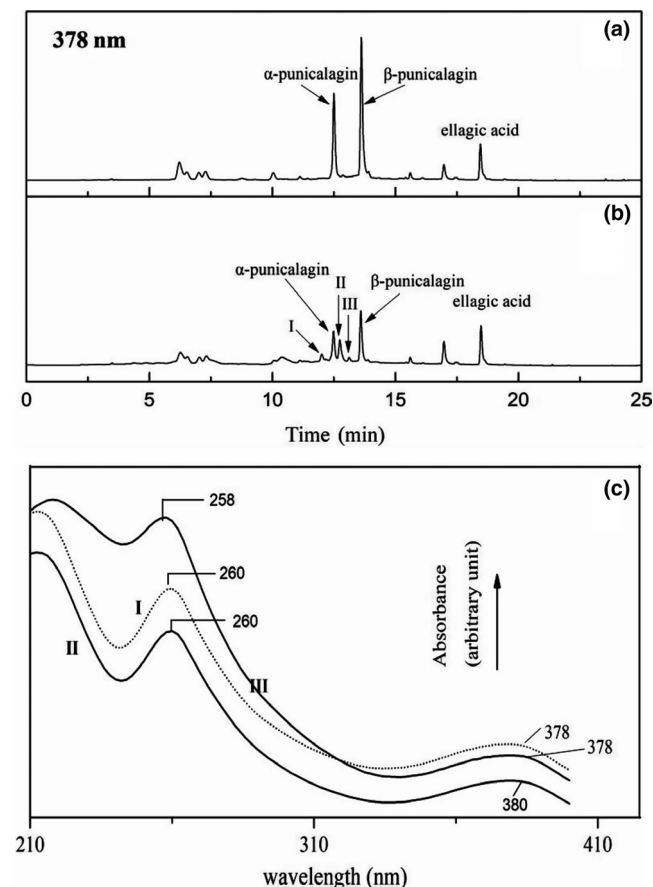 378 nm
(a)
α-punicalagin
β-punicalagin
ellagic acid
(b)
α-punicalagin
II
III
β-punicalagin
I
ellagic acid
0
5
10
15
20
25
Time (min)
(c)
258
260
I
260
II
III
Absorbance
(arbitrary unit)
378
378
380
210
310
410
wavelength (nm)